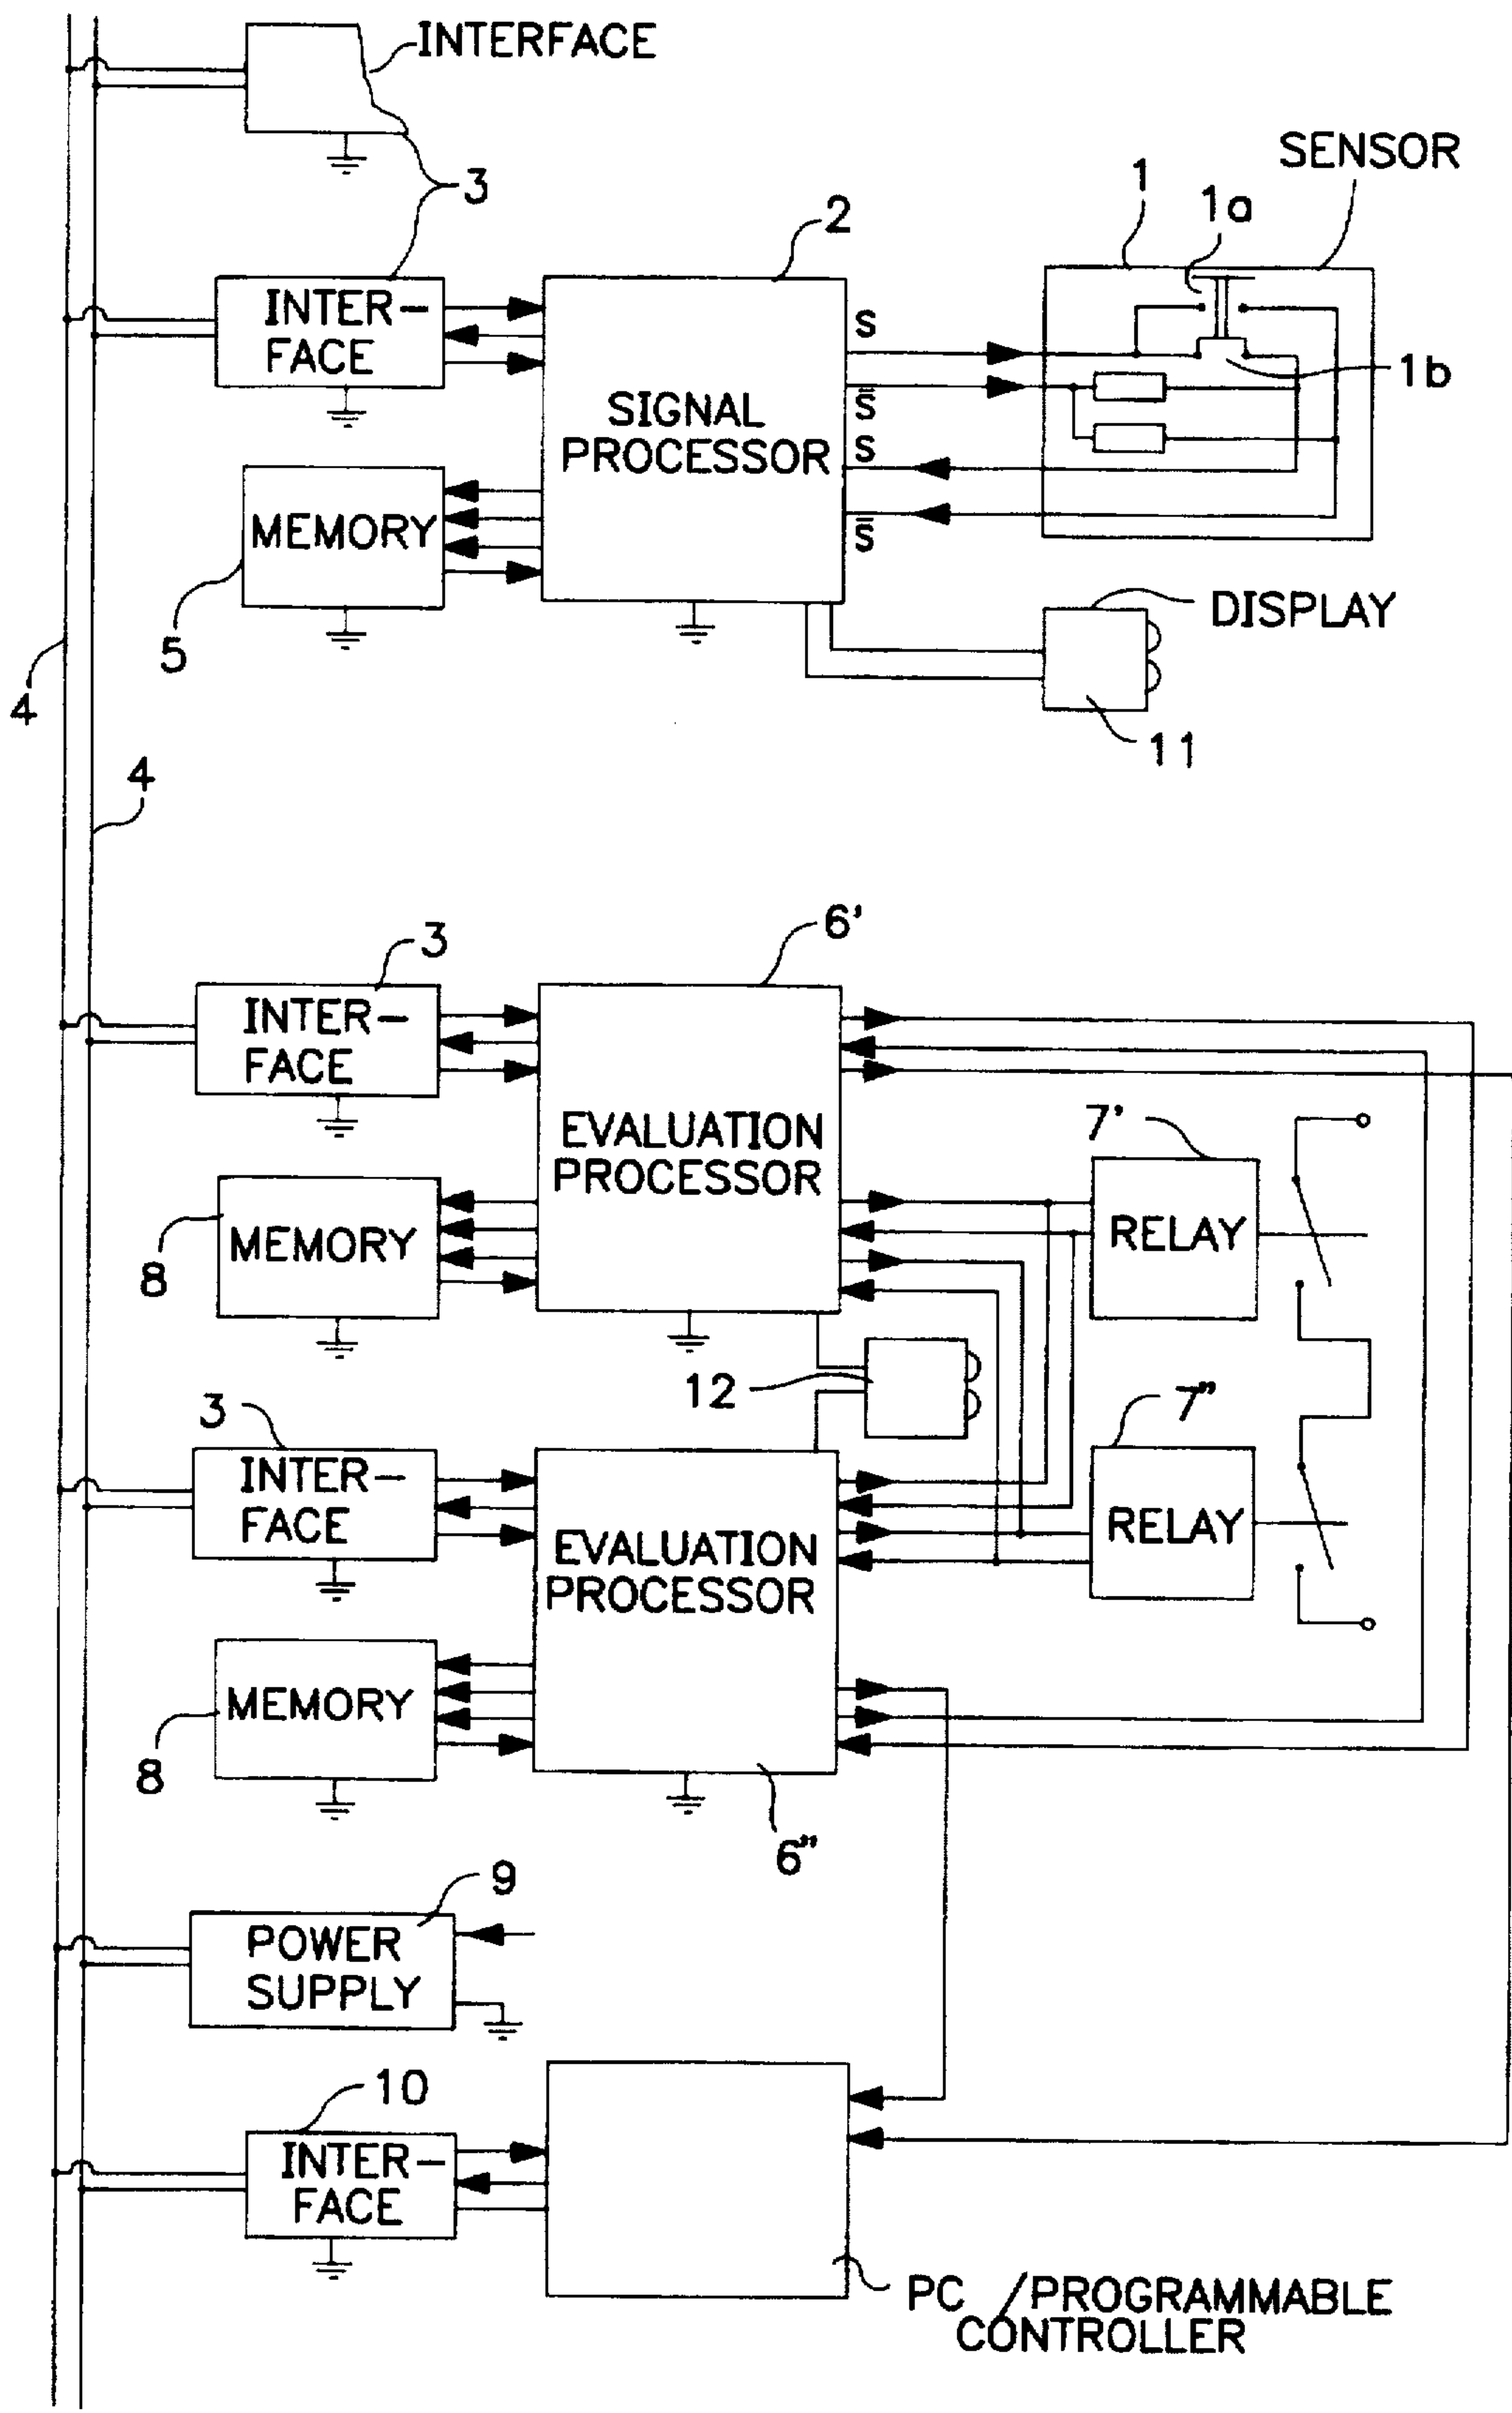 INTERFACE
3
SENSOR
1
1a
2
INTER-
FACE
S
S̄
S
S̄
1b
SIGNAL
PROCESSOR
MEMORY
5
DISPLAY
4
11
4
6'
3
INTER-
FACE
EVALUATION
PROCESSOR
7'
RELAY
MEMORY
8
12
3
7"
INTER-
FACE
RELAY
EVALUATION
PROCESSOR
MEMORY
8
6"
9
POWER
SUPPLY
10
INTER-
FACE
PC /PROGRAMMABLE
CONTROLLER